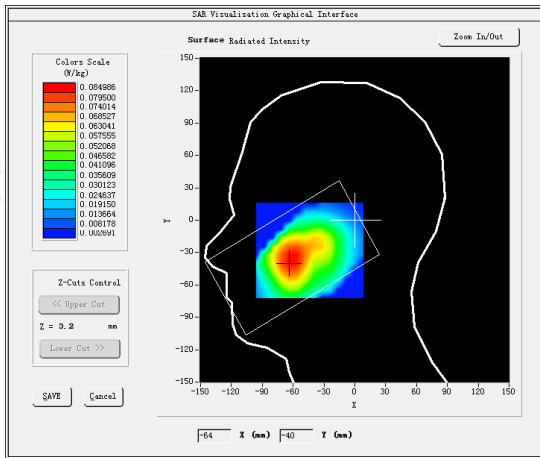 SAR Visualisation Graphical Interface
Surface Radiated Intensity
Zoom In/Out
Colors Scale
(W/kg)
0.084986
0.079500
0.074014
0.068527
0.063041
0.057555
0.052068
0.046582
0.041096
0.035609
0.030123
0.024637
0.019150
0.013664
0.008178
0.002691
Z-Cuts Control
<< Upper Cut
Z = 0.2 mm
Lower Cut >>
SAVE Cancel
150
120
90
60
30
0
-30
-60
-90
-120
-150
Y
-150 -120 -90 -60 -30 0 30 60 90 120 150
X
-64 X (mm) -40 Y (mm)